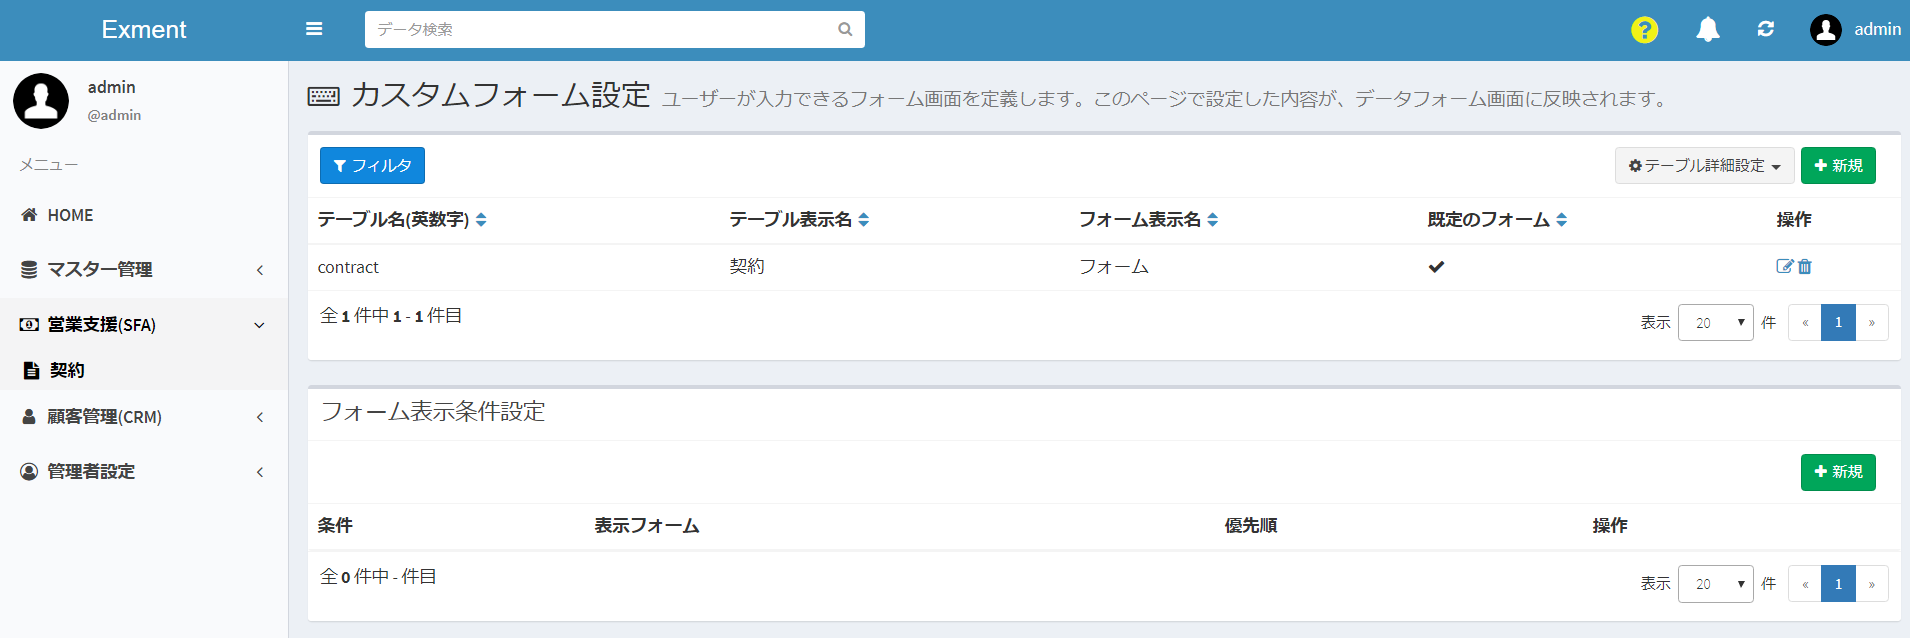 Exment
データ検索
admin
admin
@admin
メニュー
HOME
マスター管理
営業支援(SFA)
契約
顧客管理(CRM)
管理者設定
カスタムフォーム設定 ユーザーが入力できるフォーム画面を定義します。このページで設定した内容が、データフォーム画面に反映されます。
フィルタ
テーブル詳細設定
新規
テーブル名(英数字) テーブル表示名 フォーム表示名 既定のフォーム 操作
contract 契約 フォーム
全 1 件中 1 - 1 件目
表示 20 件 « 1 »
フォーム表示条件設定
新規
条件 表示フォーム 優先順 操作
全 0 件中 - 件目
表示 20 件 « 1 »